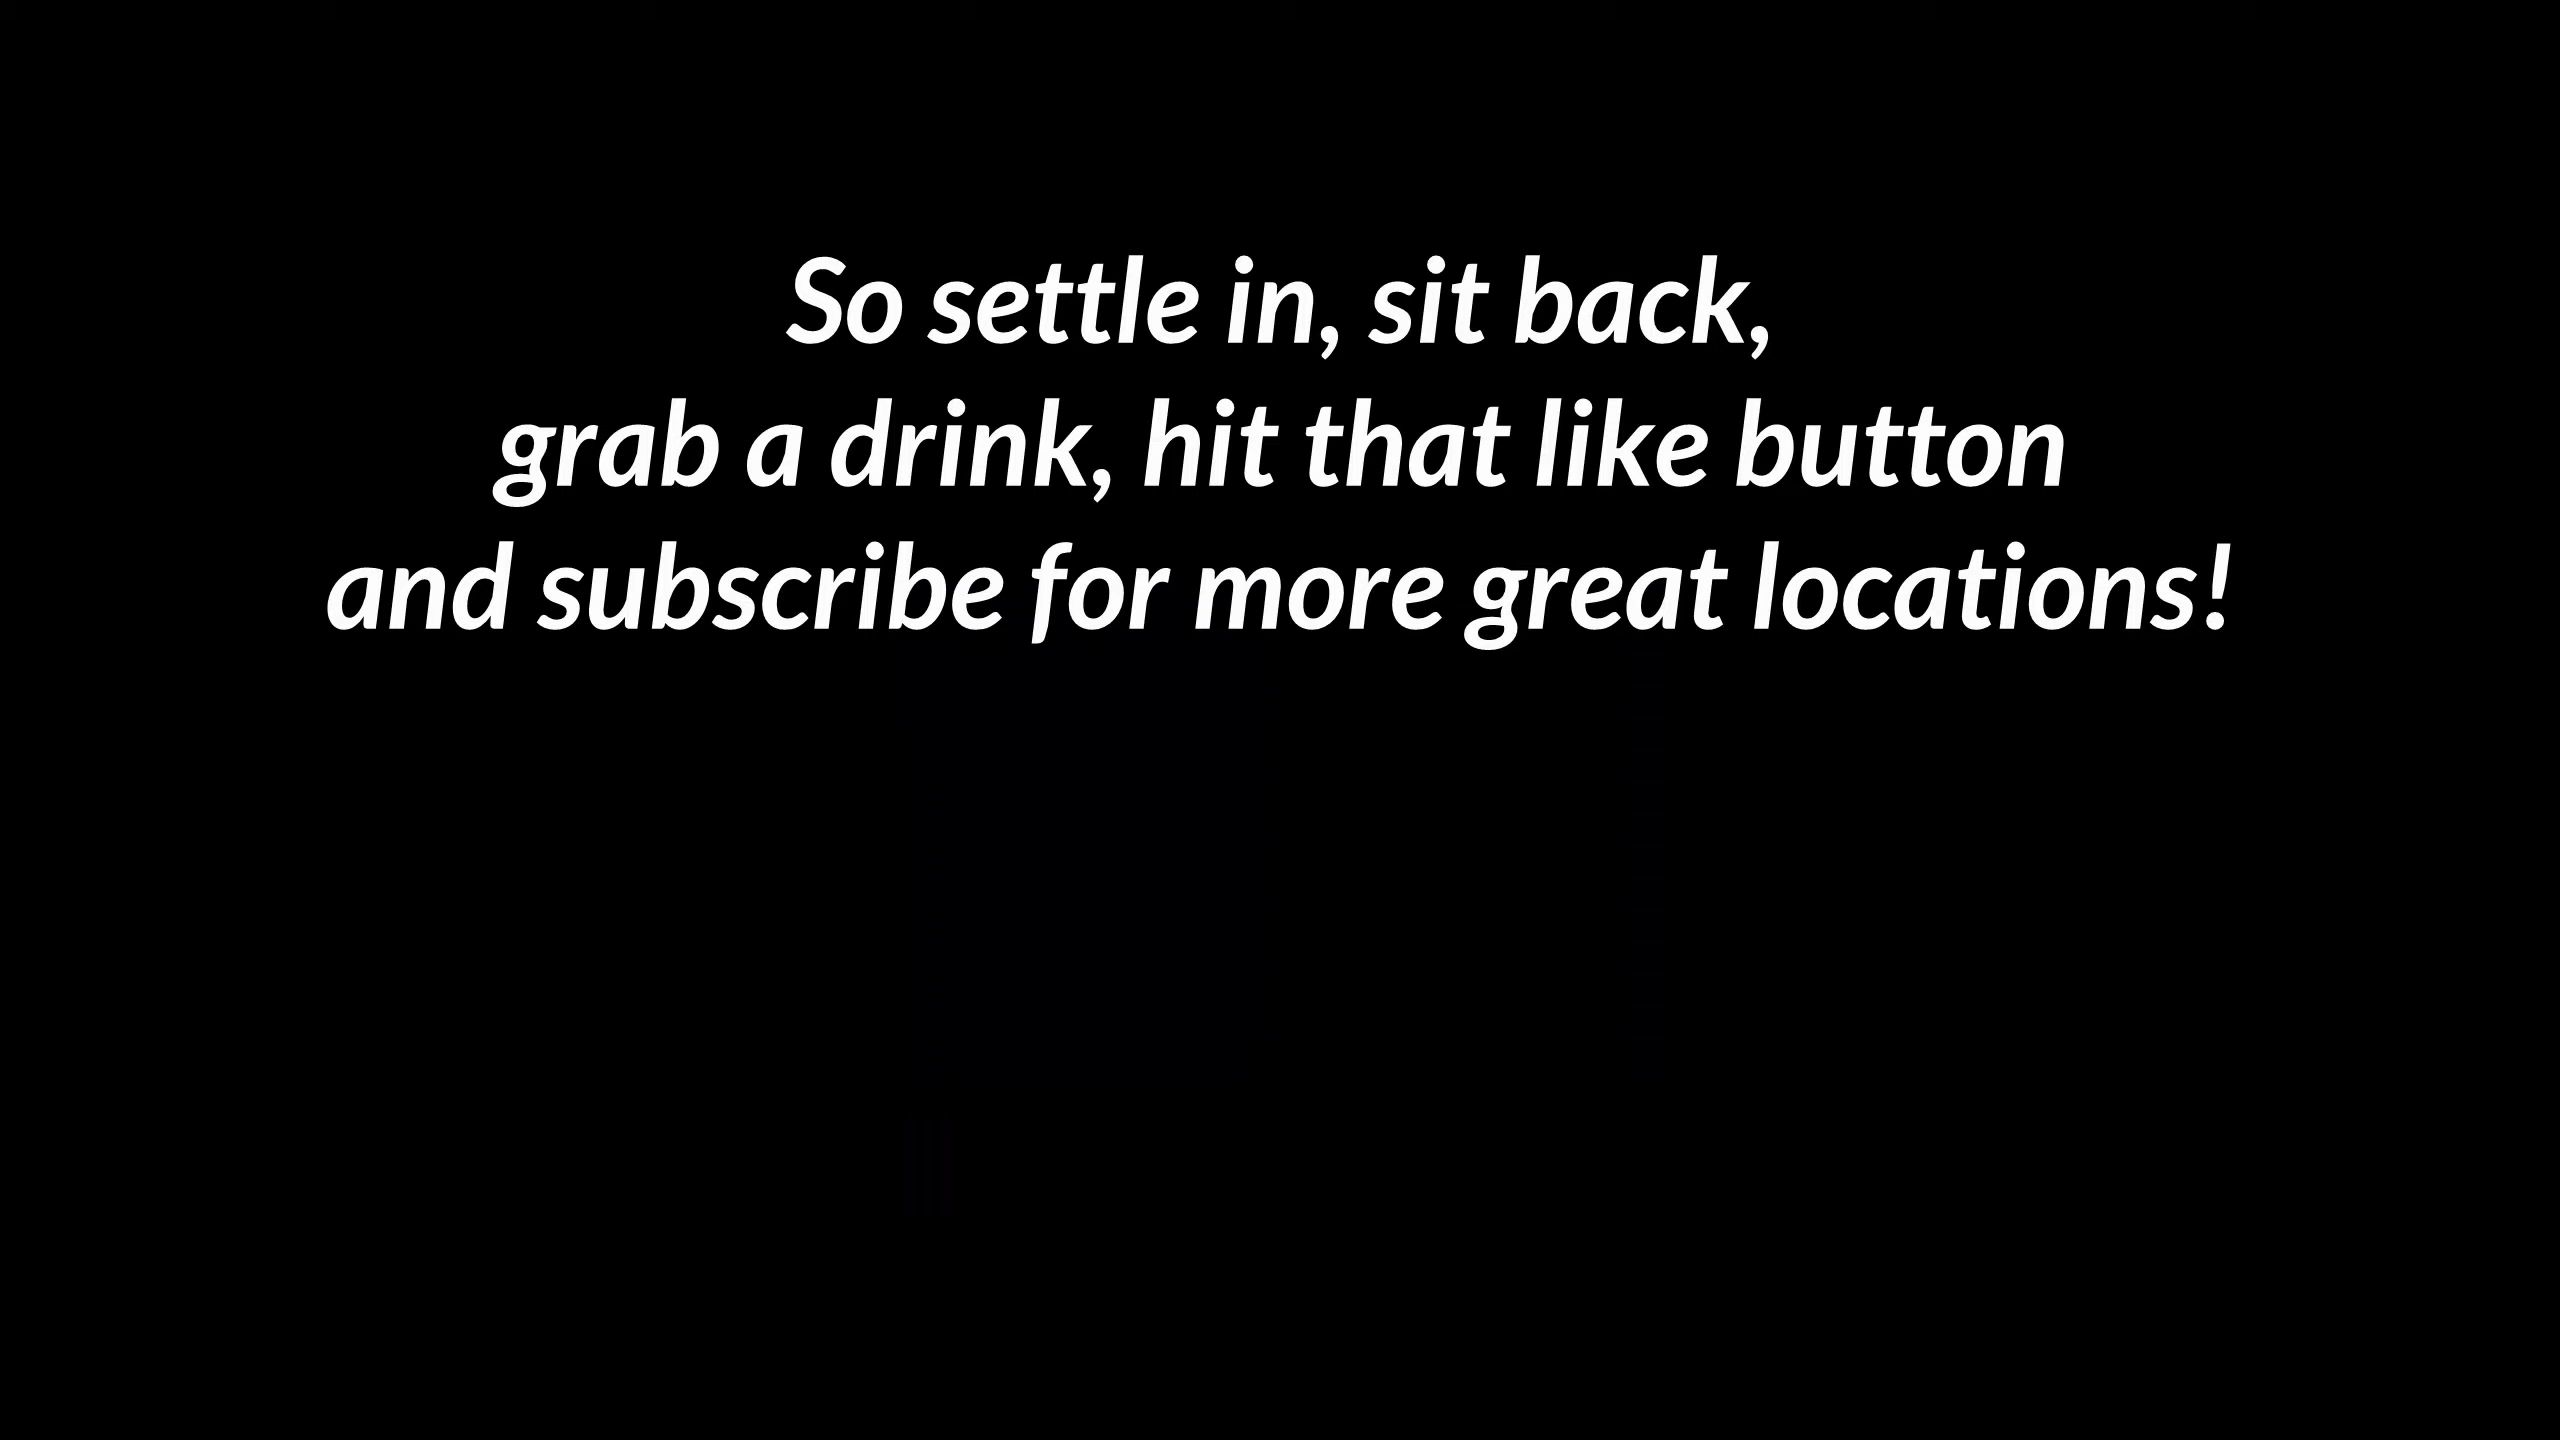 So settle in, sit back,
grab a drink, hit that like button
and subscribe for more great locations!